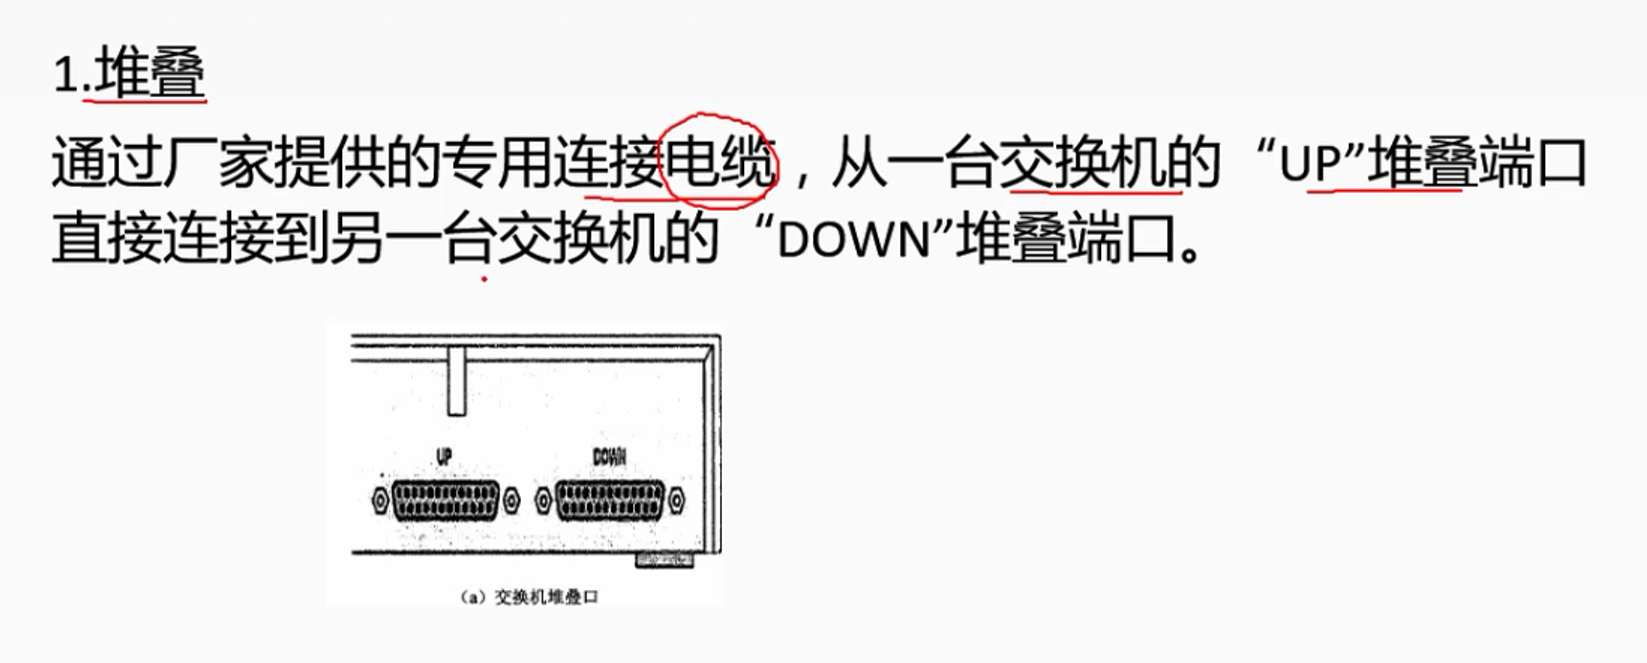 1.堆叠
通过厂家提供的专用连接电缆，从一台交换机的“UP”堆叠端口
直接连接到另一台交换机的“DOWN”堆叠端口。
UP DOWN
（a）交换机堆叠口